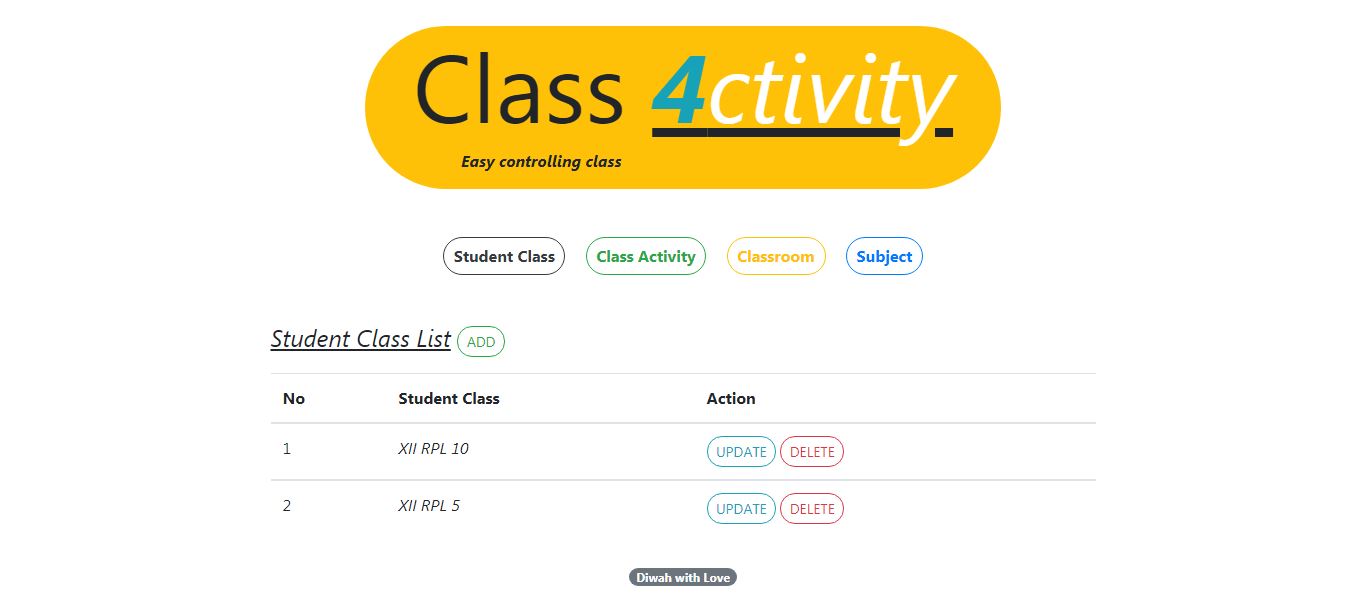 Class 4ctivity
Easy controlling class
Student Class Class Activity Classroom Subject
Student Class List ADD
No Student Class Action
1 XII RPL 10 UPDATE DELETE
2 XII RPL 5 UPDATE DELETE
Diwah with Love